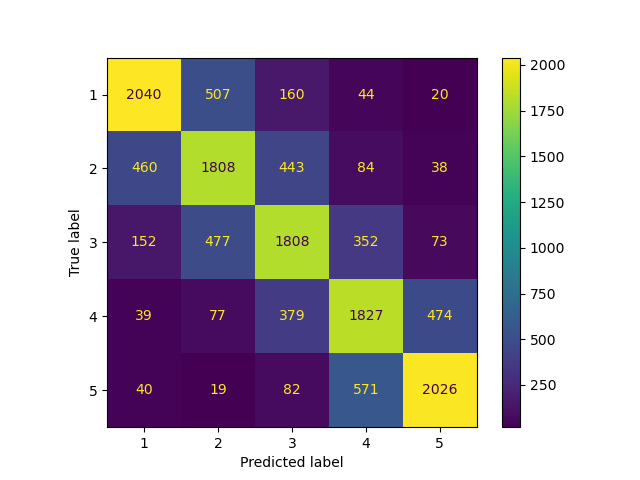 1 2040 507 160 44 20
2 460 1808 443 84 38
3 152 477 1808 352 73
4 39 77 379 1827 474
5 40 19 82 571 2026
1 2 3 4 5
Predicted label
True label
2000
1750
1500
1250
1000
750
500
250